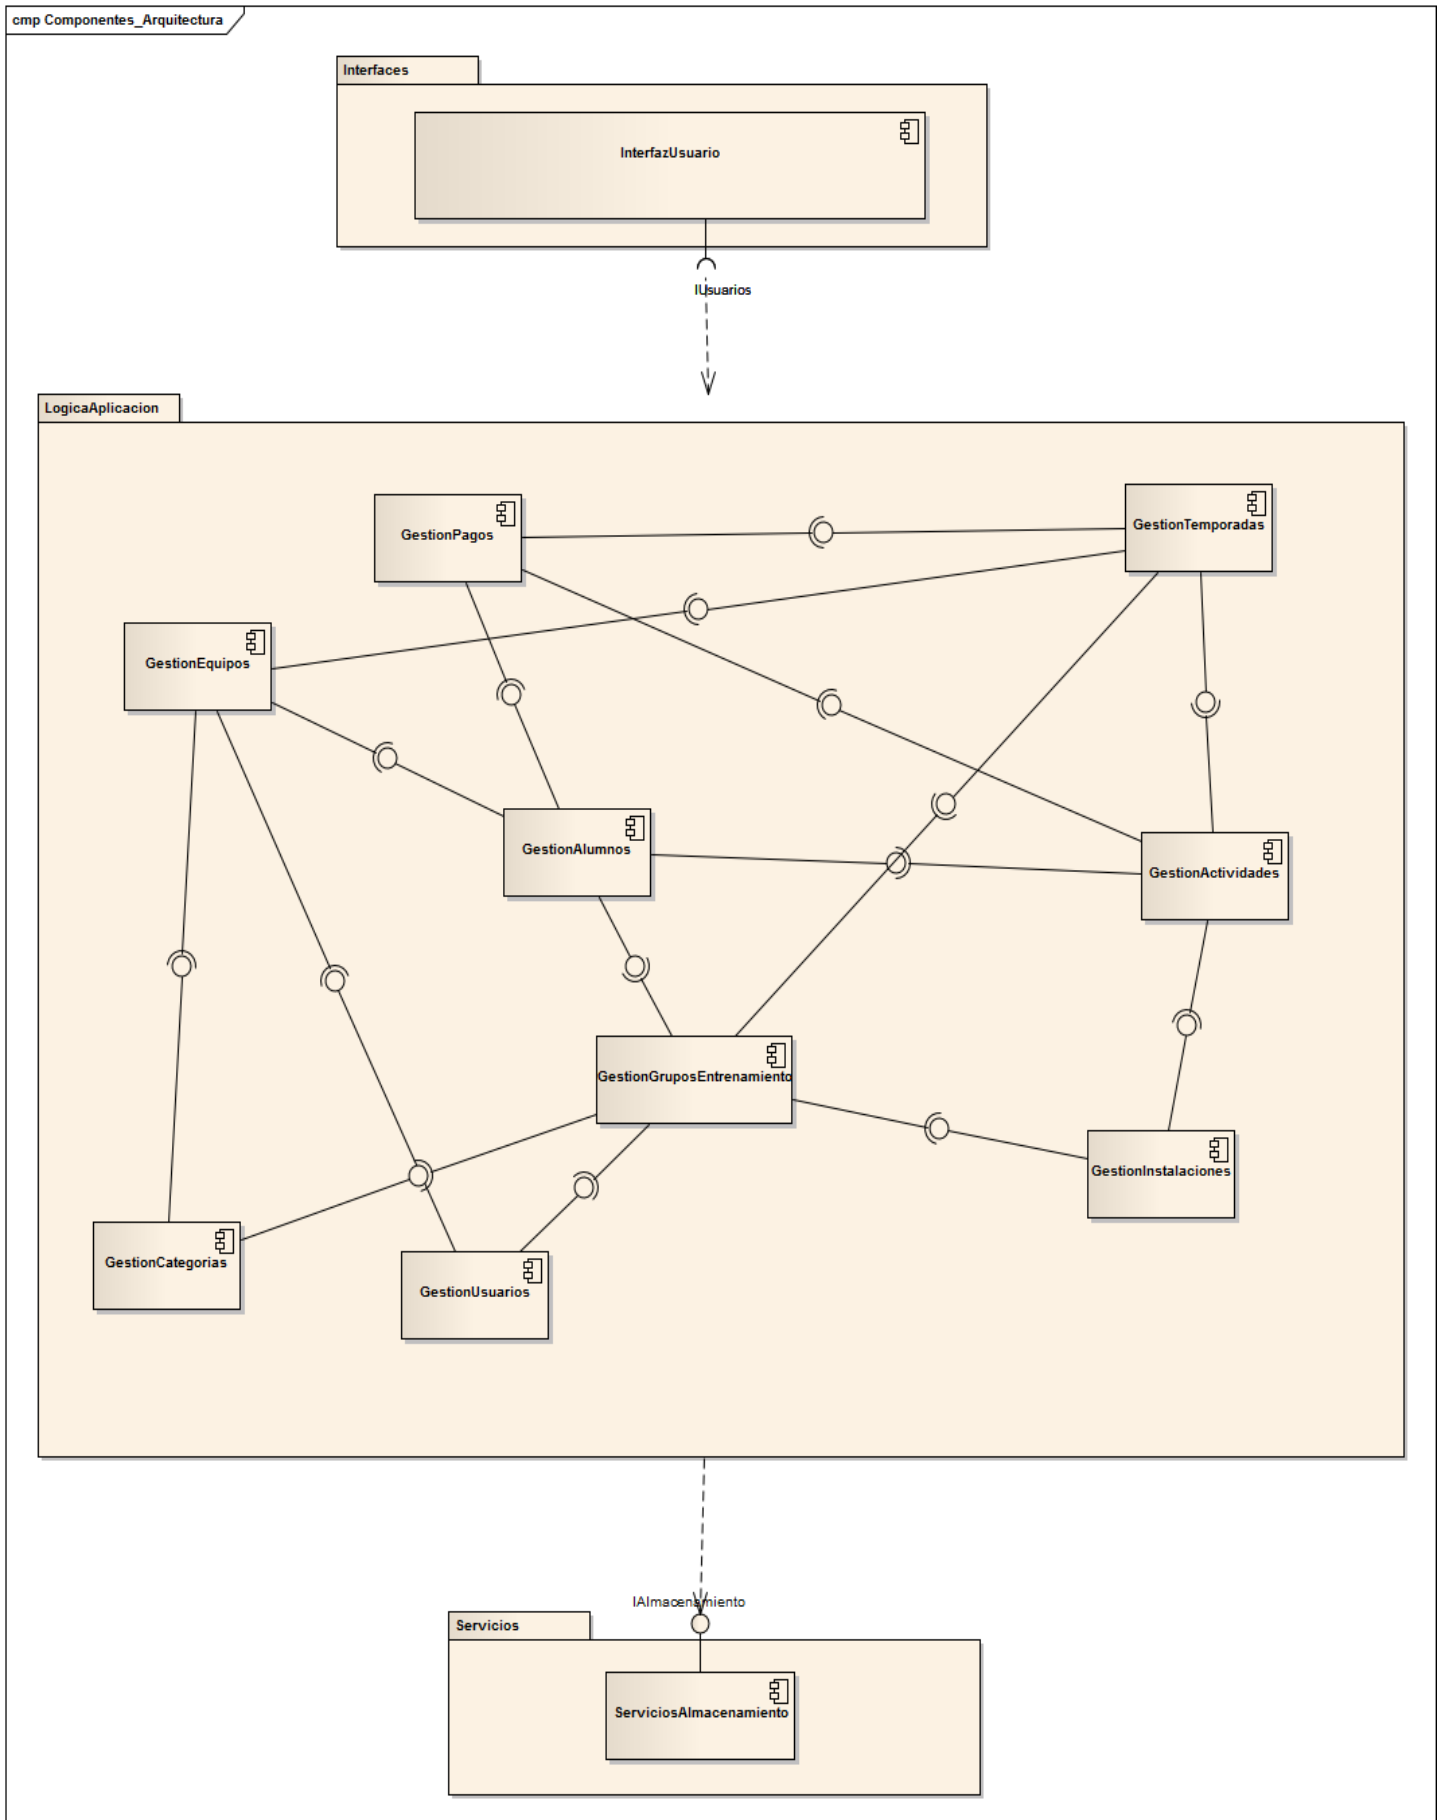 cmp Componentes_Arquitectura
Interfaces
InterfazUsuario
IUsuarios
LogicaAplicacion
GestionPagos
GestionTemporadas
GestionEquipos
GestionAlumnos
GestionActividades
GestionGruposEntrenamiento
GestionInstalaciones
GestionCategorias
GestionUsuarios
IAlmacenamiento
Servicios
ServiciosAlmacenamiento